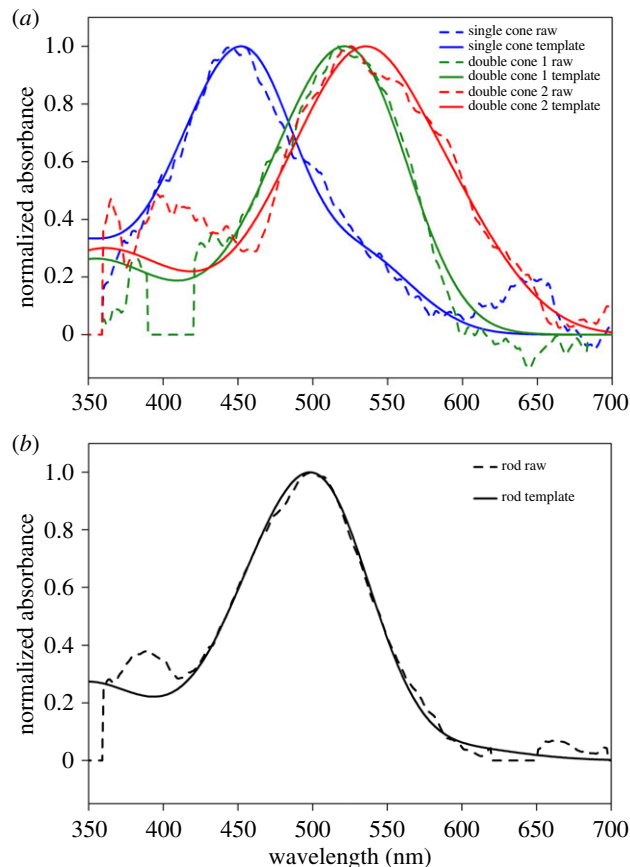 (a)
1.0
0.8
0.6
0.4
0.2
0
normalized absorbance
single cone raw
single cone template
double cone 1 raw
double cone 1 template
double cone 2 raw
double cone 2 template
350 400 450 500 550 600 650 700
(b)
1.0
0.8
0.6
0.4
0.2
0
normalized absorbance
rod raw
rod template
350 400 450 500 550 600 650 700
wavelength (nm)